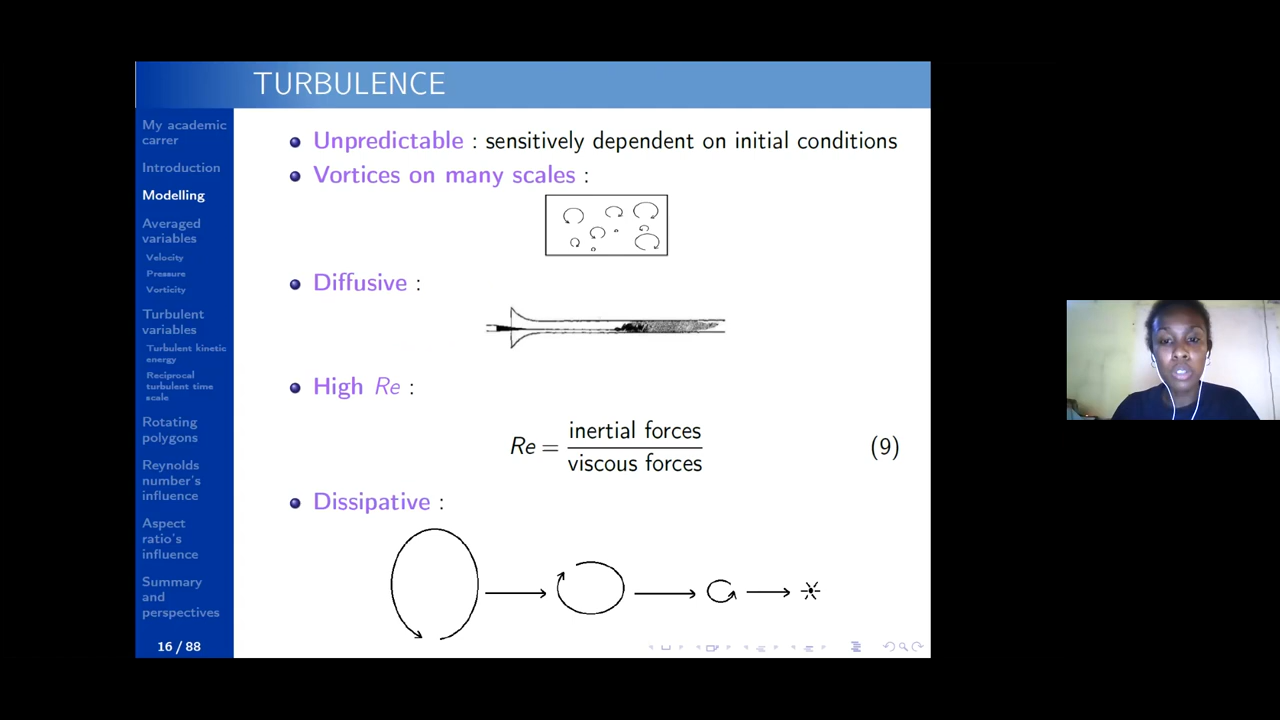 TURBULENCE
My academic
carrer
Introduction
Modelling
Averaged
variables
Velocity
Pressure
Vorticity
Turbulent
variables
Turbulent kinetic
energy
Reciprocal
turbulent time
scale
Rotating
polygons
Reynolds
number's
influence
Aspect
ratio's
influence
Summary
and
perspectives
16 / 88
Unpredictable : sensitively dependent on initial conditions
Vortices on many scales :
Diffusive :
High Re :
Re = inertial forces / viscous forces (9)
Dissipative :